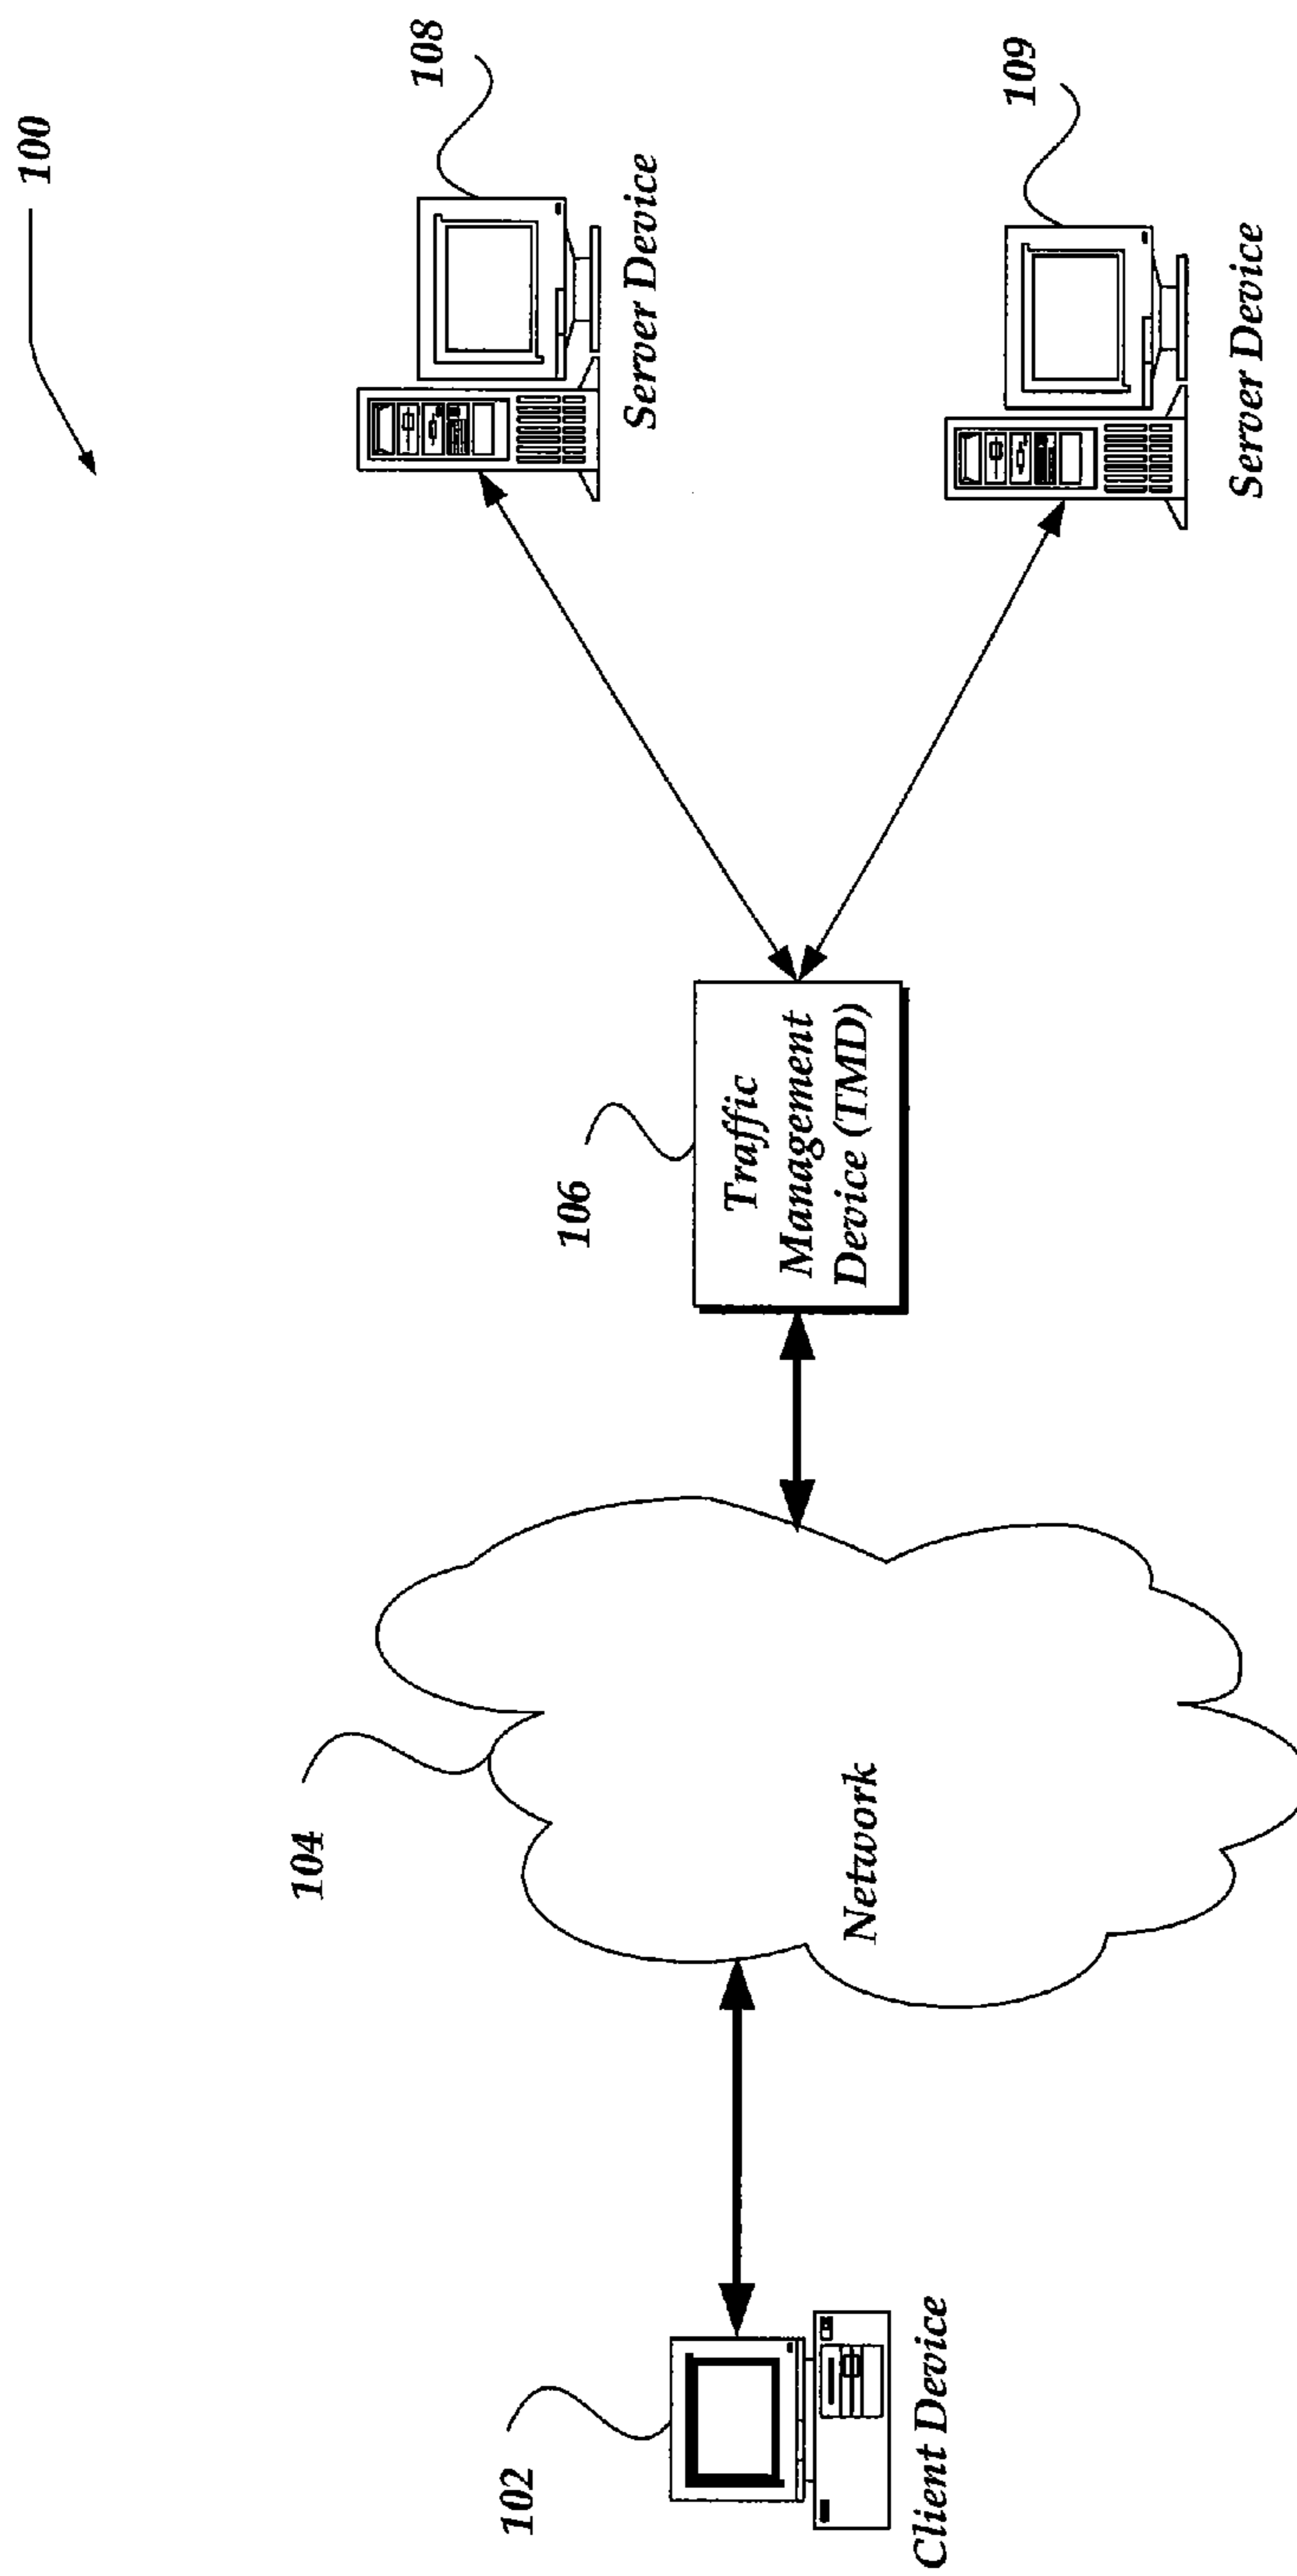 100
108
Server Device
109
Server Device
106
Traffic
Management
Device (TMD)
104
Network
102
Client Device